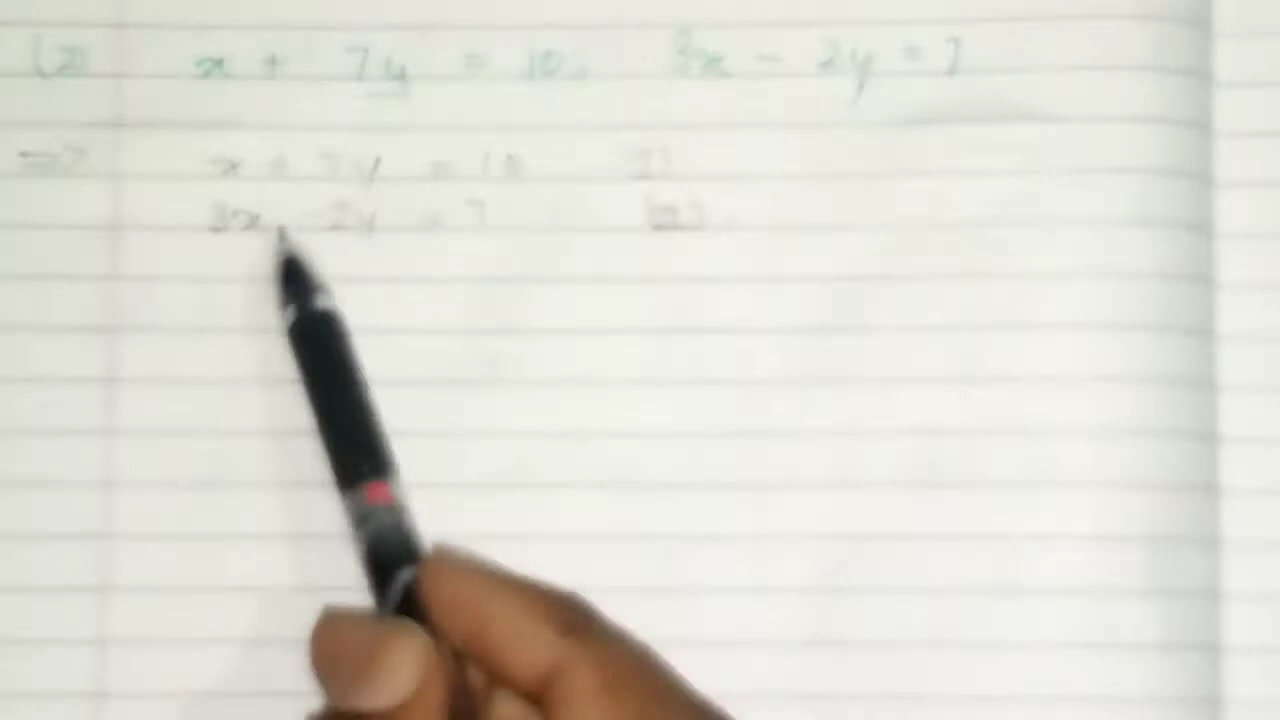 (2) x + 7y = 10; 3x - 2y = 7
=> x + 7y = 10
3x - 2y = 7